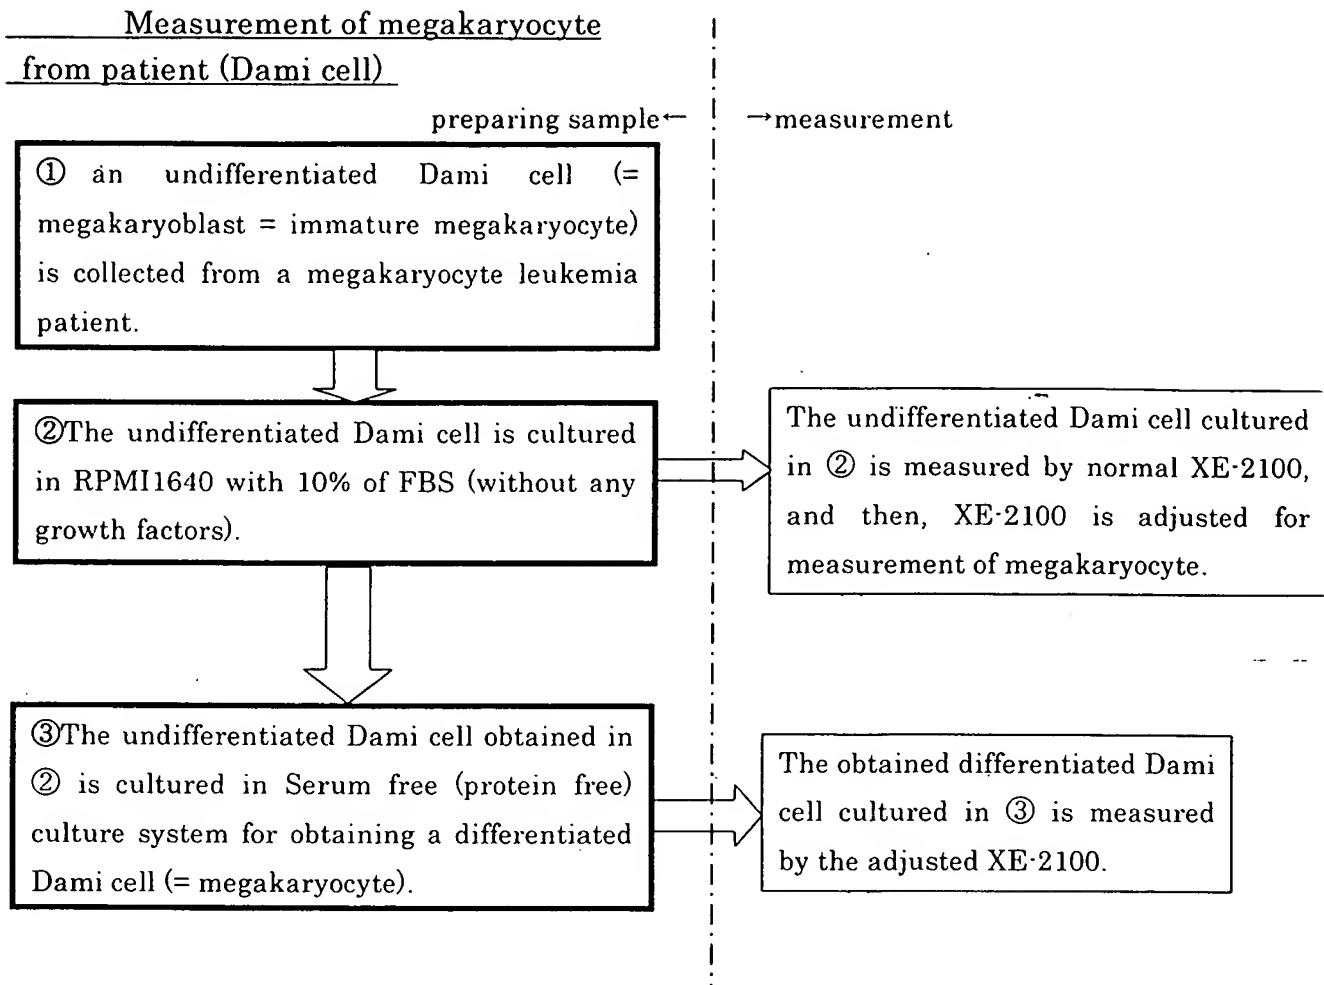 Measurement of megakaryocyte
from patient (Dami cell)
preparing sample← →measurement
① an undifferentiated Dami cell (=
megakaryoblast = immature megakaryocyte)
is collected from a megakaryocyte leukemia
patient.
②The undifferentiated Dami cell is cultured
in RPMI1640 with 10% of FBS (without any
growth factors).
The undifferentiated Dami cell cultured
in ② is measured by normal XE-2100,
and then, XE-2100 is adjusted for
measurement of megakaryocyte.
③The undifferentiated Dami cell obtained in
② is cultured in Serum free (protein free)
culture system for obtaining a differentiated
Dami cell (= megakaryocyte).
The obtained differentiated Dami
cell cultured in ③ is measured
by the adjusted XE-2100.